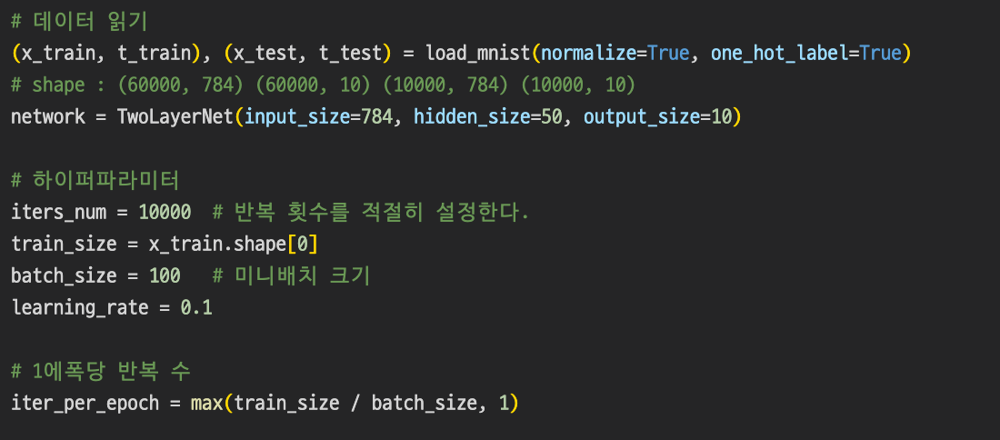 # 데이터 읽기
(x_train, t_train), (x_test, t_test) = load_mnist(normalize=True, one_hot_label=True)
# shape : (60000, 784) (60000, 10) (10000, 784) (10000, 10)
network = TwoLayerNet(input_size=784, hidden_size=50, output_size=10)
# 하이퍼파라미터
iters_num = 10000  # 반복 횟수를 적절히 설정한다.
train_size = x_train.shape[0]
batch_size = 100   # 미니배치 크기
learning_rate = 0.1
# 1에폭당 반복 수
iter_per_epoch = max(train_size / batch_size, 1)